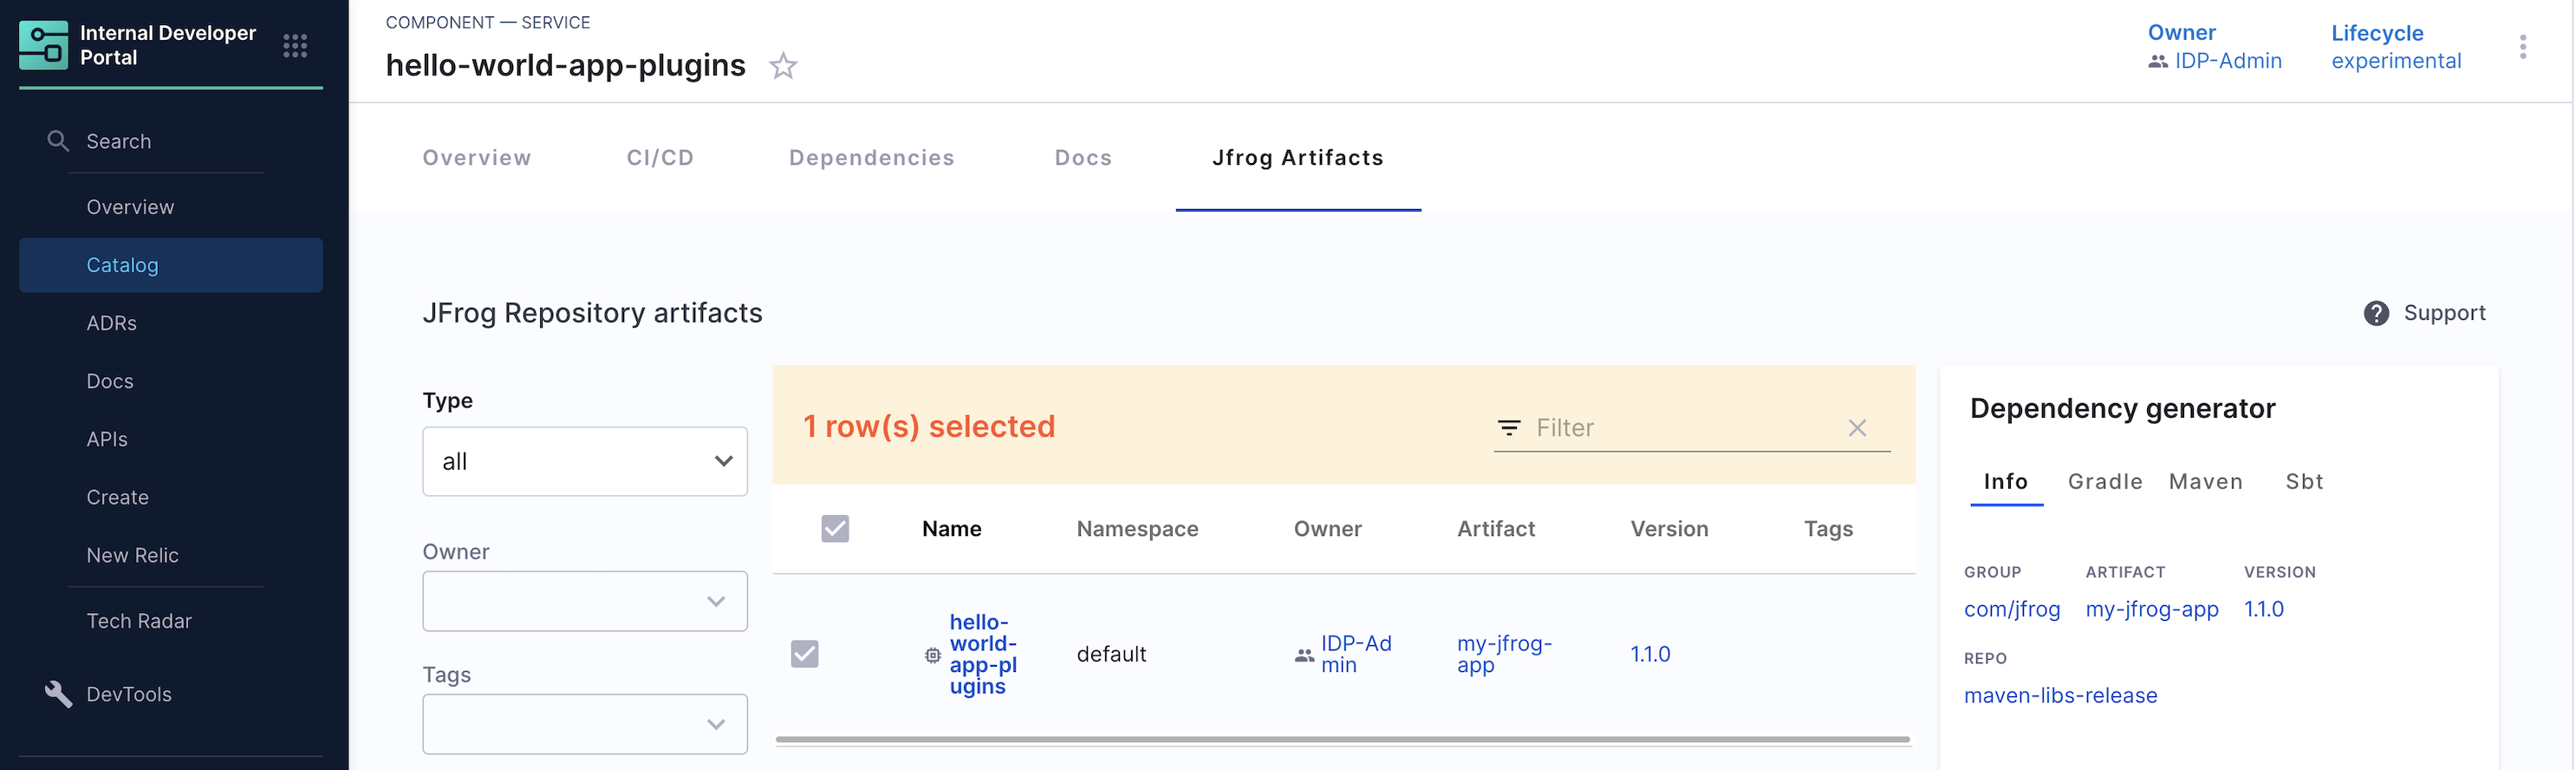 Internal Developer
Portal
Search
Overview
Catalog
ADRs
Docs
APIs
Create
New Relic
Tech Radar
DevTools
COMPONENT — SERVICE
hello-world-app-plugins
Owner
IDP-Admin
Lifecycle
experimental
Overview CI/CD Dependencies Docs Jfrog Artifacts
JFrog Repository artifacts
Support
Type
all
Owner
Tags
1 row(s) selected
Filter
Name Namespace Owner Artifact Version Tags
hello-
world-
app-pl
ugins
default
IDP-Ad
min
my-jfrog-
app
1.1.0
Dependency generator
Info Gradle Maven Sbt
GROUP ARTIFACT VERSION
com/jfrog my-jfrog-app 1.1.0
REPO
maven-libs-release